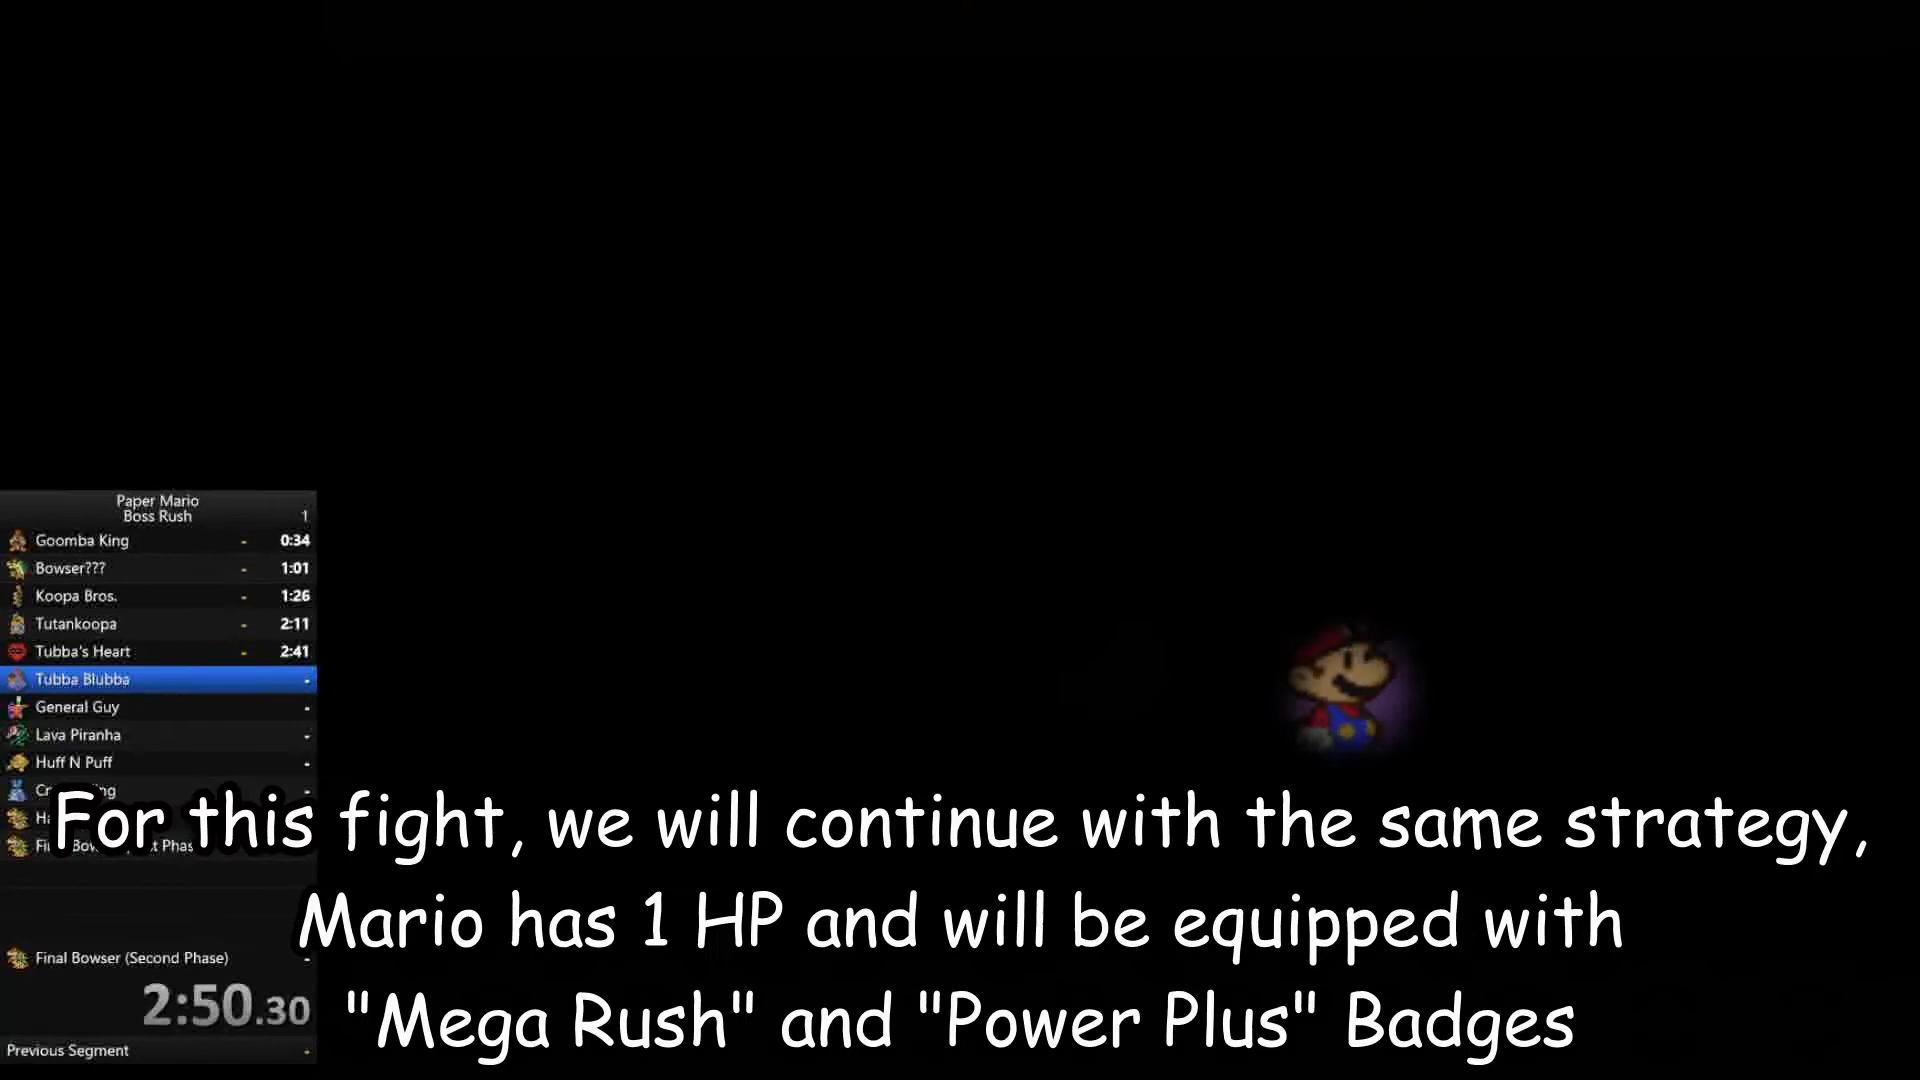 Paper Mario
Boss Rush
1
Goomba King - 0:34
Bowser??? - 1:01
Koopa Bros. - 1:26
Tutankoopa - 2:11
Tubba's Heart - 2:41
Tubba Blubba -
General Guy -
Lava Piranha -
Huff N Puff -
For this fight, we will continue with the same strategy,
Mario has 1 HP and will be equipped with
Final Bowser (Second Phase) -
2:50.30
"Mega Rush" and "Power Plus" Badges
Previous Segment -